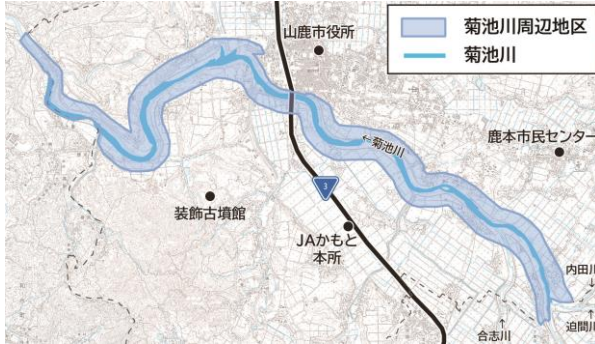 菊池川周辺地区
菊池川
山鹿市役所
←菊池川
鹿本市民センター
3
装飾古墳館
JAかもと
本所
内田川
↓
↑
合志川
↑
迫間川